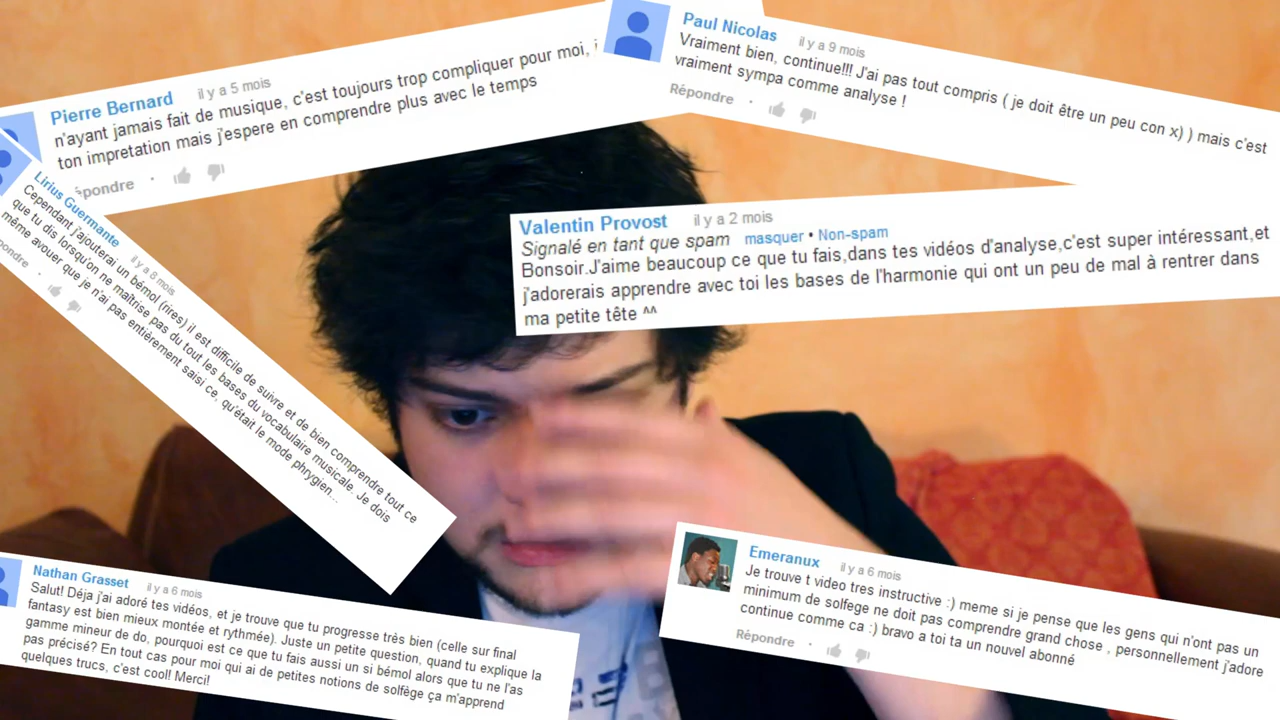 Pierre Bernard il y a 5 mois
n'ayant jamais fait de musique, c'est toujours trop compliquer pour moi,
ton impretation mais j'espere en comprendre plus avec le temps
épondre
Paul Nicolas il y a 9 mois
Vraiment bien, continue!!! J'ai pas tout compris ( je doit être un peu con x) ) mais c'est
vraiment sympa comme analyse !
Répondre
Lirius Guermante il y a 8 mois
Cependant j'ajouterai un bémol (rires) il est difficile de suivre et de bien comprendre tout ce
que tu dis lorsqu'on ne maîtrise pas du tout les bases du vocabulaire musicale. Je dois
même avouer que je n'ai pas entièrement saisi ce, qu'était le mode phrygien...
pondre
Valentin Provost il y a 2 mois
Signalé en tant que spam masquer • Non-spam
Bonsoir.J'aime beaucoup ce que tu fais,dans tes vidéos d'analyse,c'est super intéressant,et
j'adorerais apprendre avec toi les bases de l'harmonie qui ont un peu de mal à rentrer dans
ma petite tête ^^
Nathan Grasset il y a 6 mois
Salut! Déja j'ai adoré tes vidéos, et je trouve que tu progresse très bien (celle sur final
fantasy est bien mieux montée et rythmée). Juste un petite question, quand tu explique la
gamme mineur de do, pourquoi est ce que tu fais aussi un si bémol alors que tu ne l'as
pas précisé? En tout cas pour moi qui ai de petites notions de solfège ça m'apprend
quelques trucs, c'est cool! Merci!
Emeranux il y a 6 mois
Je trouve t video tres instructive :) meme si je pense que les gens qui n'ont pas un
minimum de solfege ne doit pas comprendre grand chose , personnellement j'adore
continue comme ca :) bravo a toi ta un nouvel abonné
Répondre